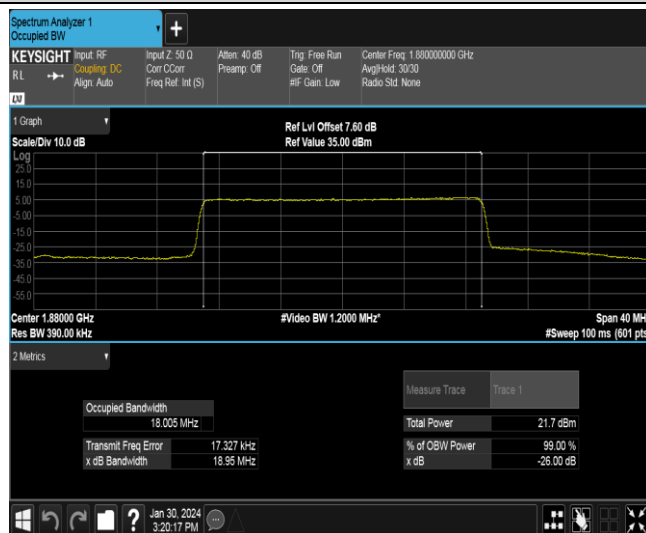 Spectrum Analyzer 1
Occupied BW
+
KEYSIGHT
RL
LXI
Input: RF
Coupling: DC
Align: Auto
Input Z: 50 Ω
Corr CCorr
Freq Ref: Int (S)
Atten: 40 dB
Preamp: Off
Trig: Free Run
Gate: Off
#IF Gain: Low
Center Freq: 1.880000000 GHz
Avg|Hold: 30/30
Radio Std: None
1 Graph
Scale/Div 10.0 dB
Ref Lvl Offset 7.60 dB
Ref Value 35.00 dBm
Log
25.0
15.0
5.00
-5.00
-15.0
-25.0
-35.0
-45.0
-55.0
Center 1.88000 GHz
Res BW 390.00 kHz
#Video BW 1.2000 MHz*
Span 40 MH
#Sweep 100 ms (601 pts
2 Metrics
Measure Trace Trace 1
Occupied Bandwidth
18.005 MHz
Total Power 21.7 dBm
Transmit Freq Error 17.327 kHz
x dB Bandwidth 18.95 MHz
% of OBW Power 99.00 %
x dB -26.00 dB
?
Jan 30, 2024
3:20:17 PM